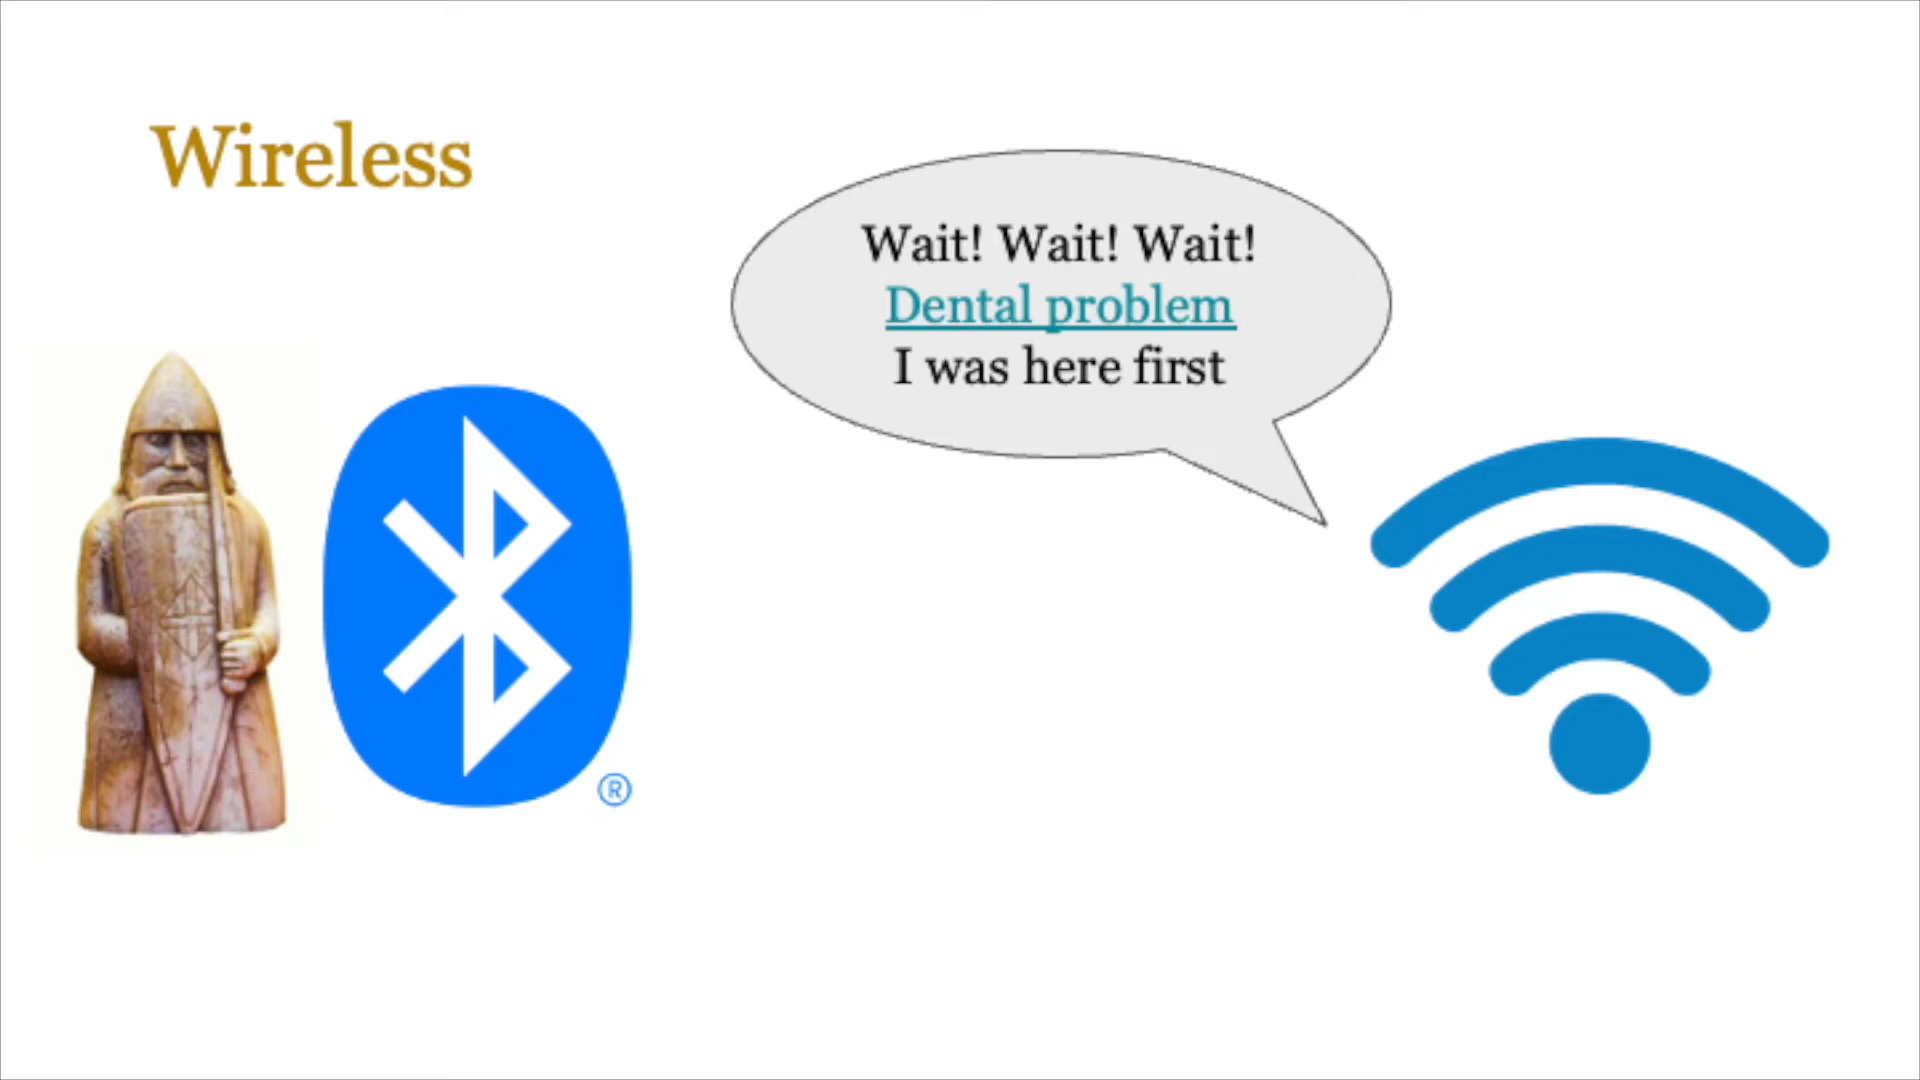 Wireless
Wait! Wait! Wait!
Dental problem
I was here first
®